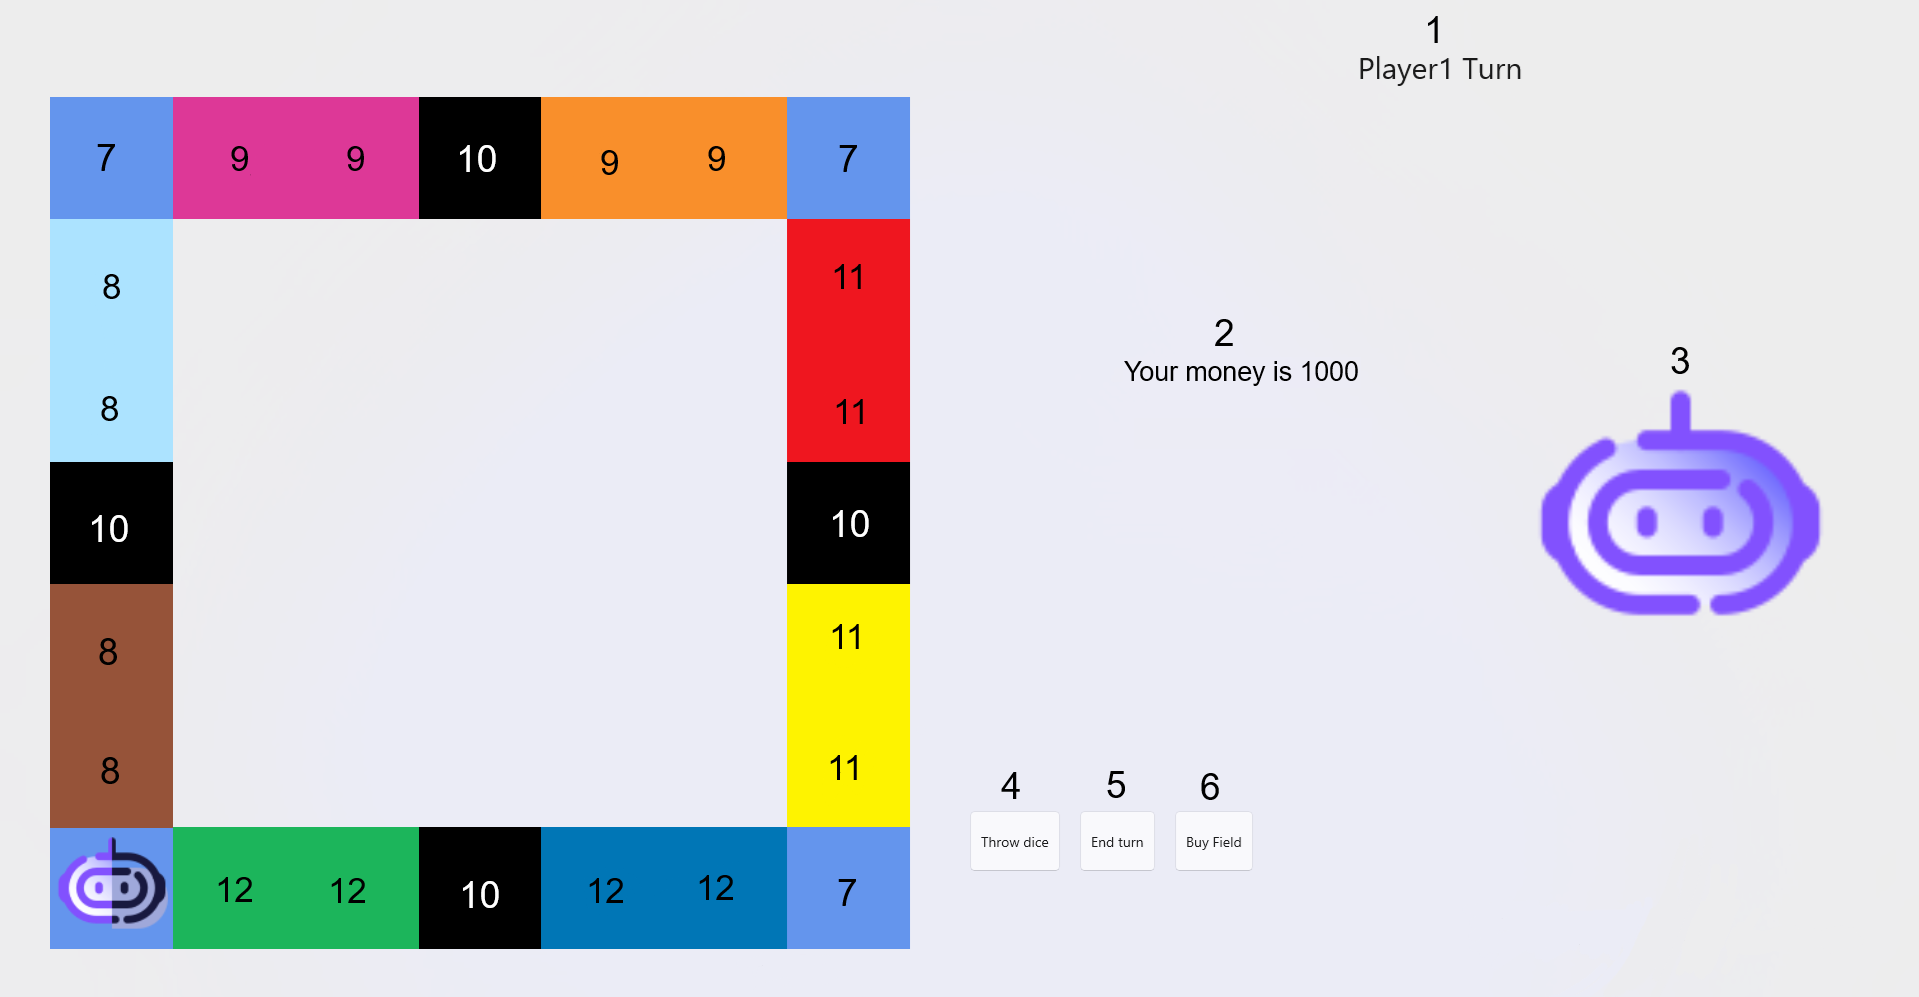 1
Player1 Turn
7 9 9 10 9 9 7
8 11
2
Your money is 1000
3
8 11
10 10
8 11
8 11
4 5 6
Throw dice End turn Buy Field
12 12 10 12 12 7